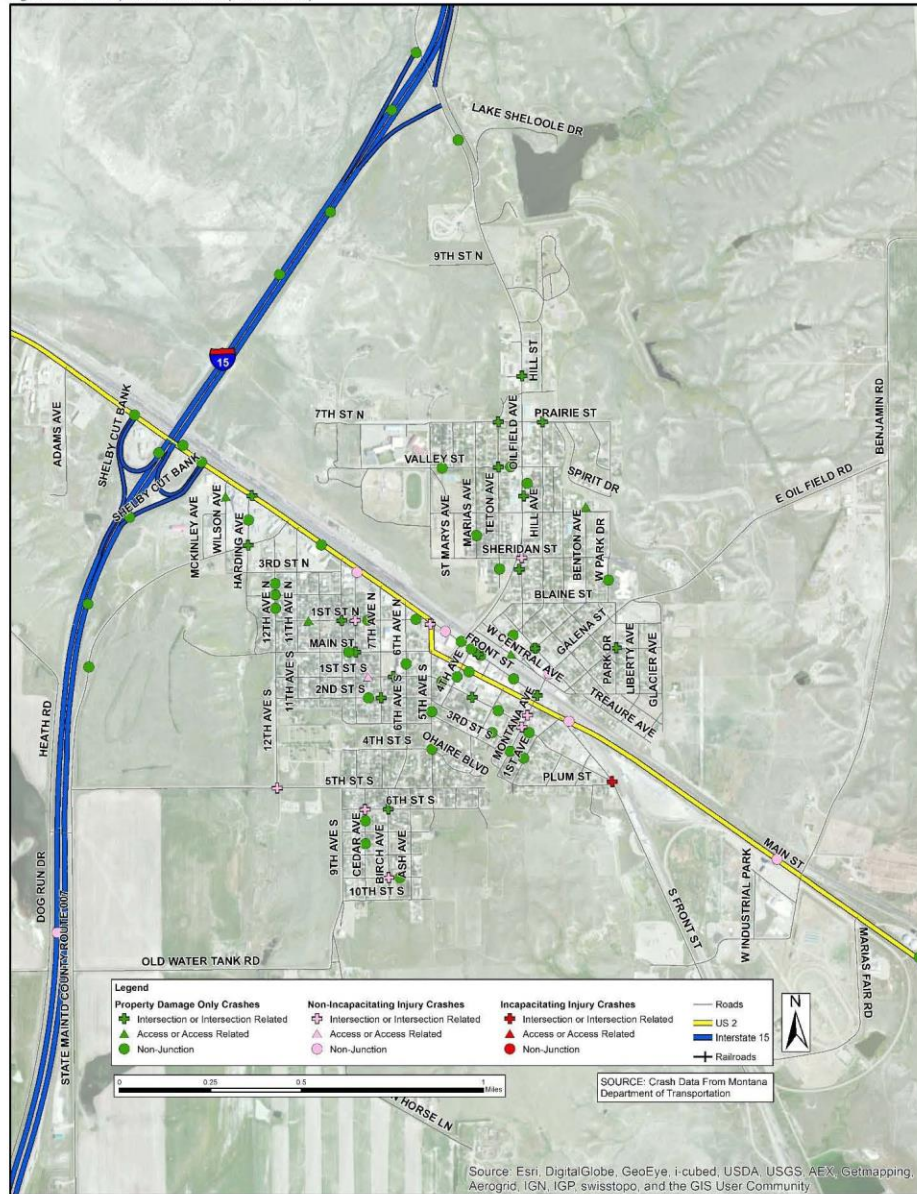 LAKE SHELOOLE DR
9TH ST N
BENJAMIN RD
15
HILL ST
ADAMS AVE
SHELBY CUT BANK
7TH ST N
OILFIELD AVE
PRAIRIE ST
VALLEY ST
SPIRIT DR
E OIL FIELD RD
SHELBY CUT BANK
MCKINLEY AVE
WILSON AVE
HARDING AVE
ST MARYS AVE
MARIAS AVE
TETON AVE
HILL AVE
BENTON AVE
W PARK DR
SHERIDAN ST
3RD ST N
BLAINE ST
12TH AVE N
11TH AVE N
1ST ST N
7TH AVE N
6TH AVE N
GALENA ST
MAIN ST
FRONT ST
W CENTRAL AVE
PARK DR
LIBERTY AVE
GLACIER AVE
1ST ST S
4TH AVE
2ND ST S
11TH AVE S
12TH AVE S
6TH AVE S
5TH AVE S
3RD ST S
MONTANA AVE
TREAURE AVE
HEATH RD
4TH ST S
OHAIRE BLVD
1ST AVE
5TH ST S
PLUM ST
6TH ST S
9TH AVE S
CEDAR AVE
BIRCH AVE
ASH AVE
10TH ST S
MAIN ST
DOG RUN DR
STATE MAINTD COUNTY ROUTE 007
S FRONT ST
W INDUSTRIAL PARK
MARIAS FAIR RD
OLD WATER TANK RD
Legend
Property Damage Only Crashes
Intersection or Intersection Related
Access or Access Related
Non-Junction
Non-Incapacitating Injury Crashes
Intersection or Intersection Related
Access or Access Related
Non-Junction
Incapacitating Injury Crashes
Intersection or Intersection Related
Non-Junction
Roads
US 2
Interstate 15
Railroads
N
0 0.25 0.5 1
Miles
SOURCE: Crash Data From Montana
Department of Transportation
HORSE LN
Source: Esri, DigitalGlobe, GeoEye, i-cubed, USDA, USGS, AEX, Getmapping,
Aerogrid, IGN, IGP, swisstopo, and the GIS User Community